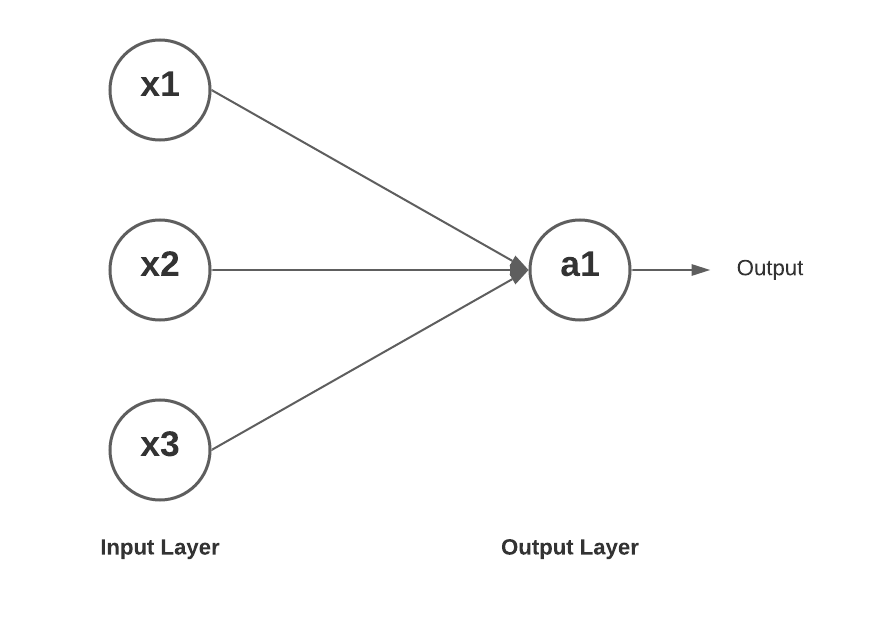 x1
x2
a1
Output
x3
Input Layer
Output Layer